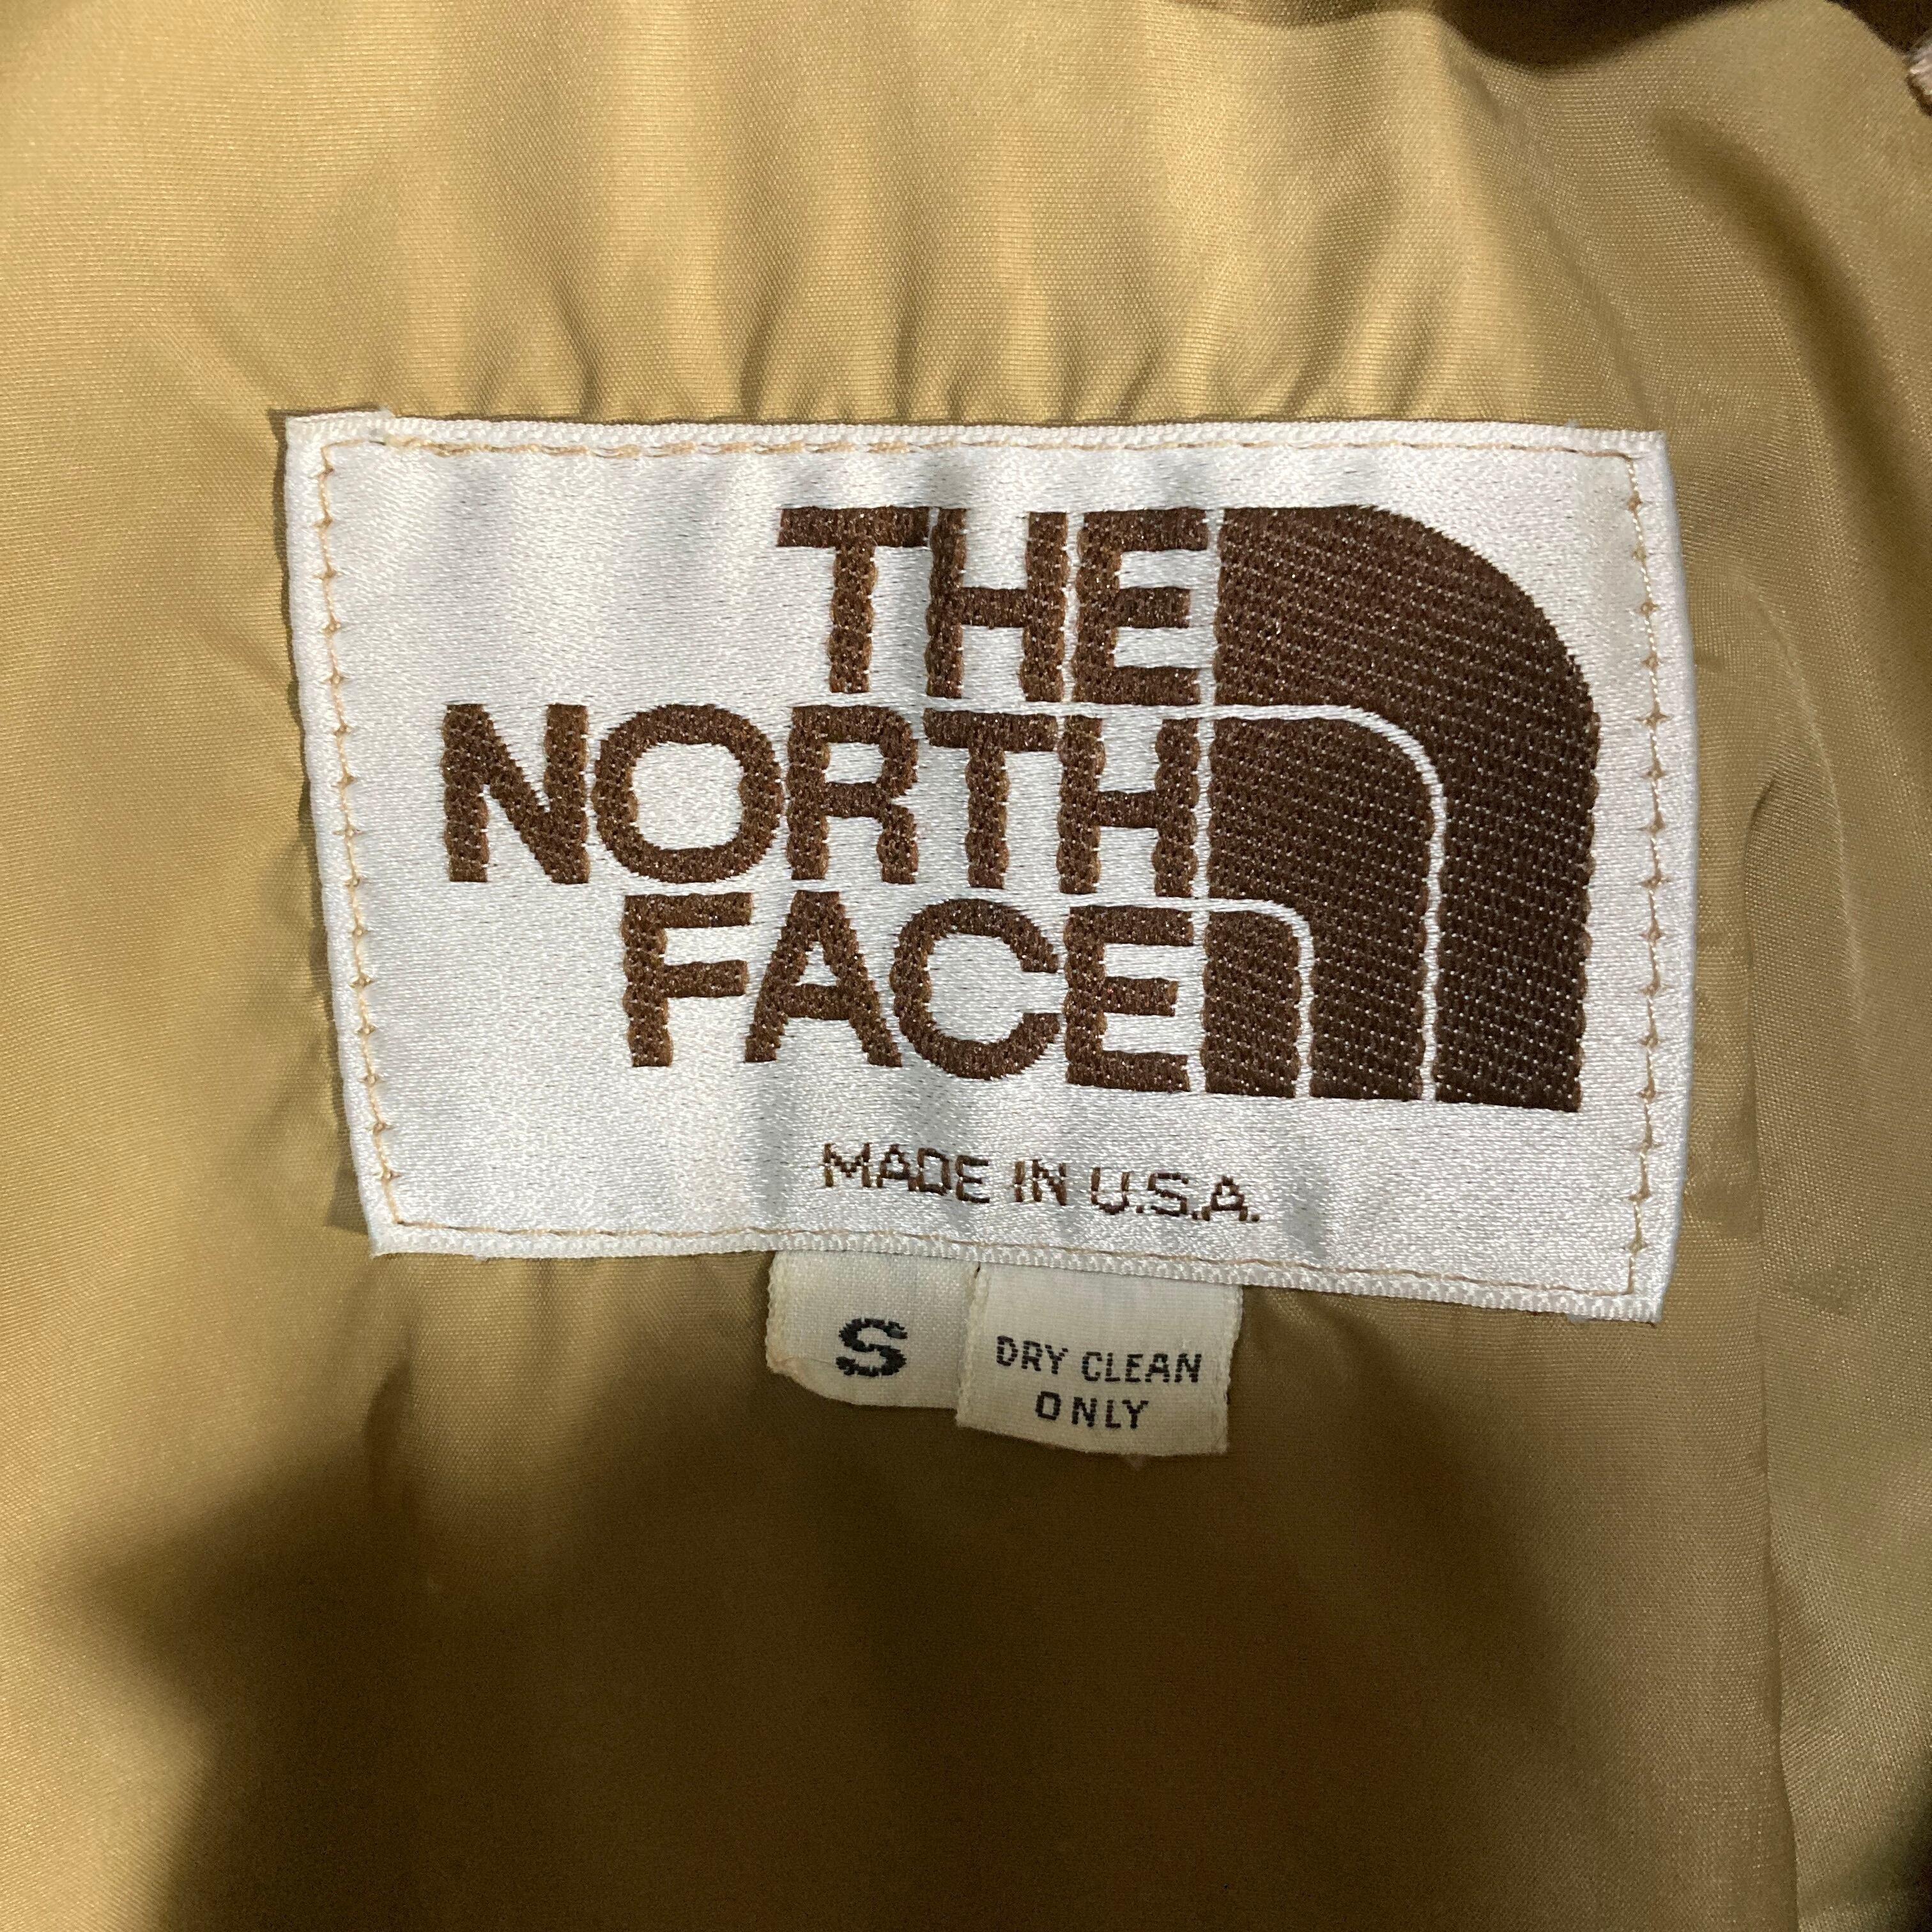 THE
NORTH
FACE
MADE IN U.S.A.
S
DRY CLEAN
ONLY